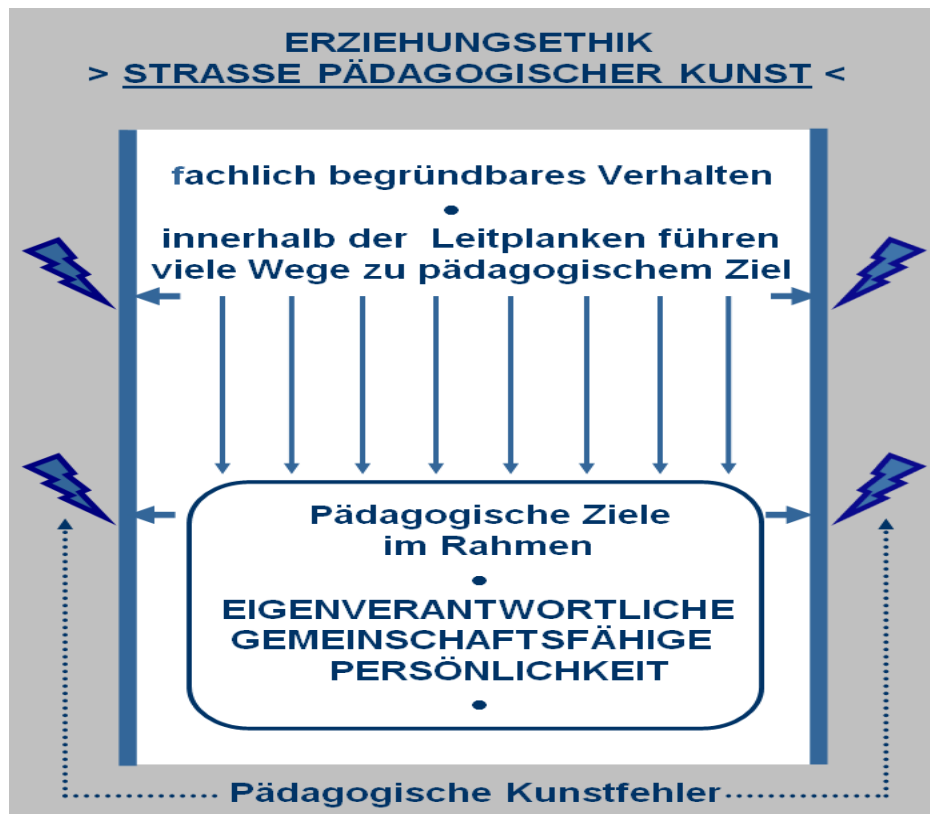 ERZIEHUNGSETHIK
> STRASSE PÄDAGOGISCHER KUNST <
fachlich begründbares Verhalten
•
innerhalb der Leitplanken führen
viele Wege zu pädagogischem Ziel
Pädagogische Ziele
im Rahmen
•
EIGENVERANTWORTLICHE
GEMEINSCHAFTSFÄHIGE
PERSÖNLICHKEIT
•
Pädagogische Kunstfehler